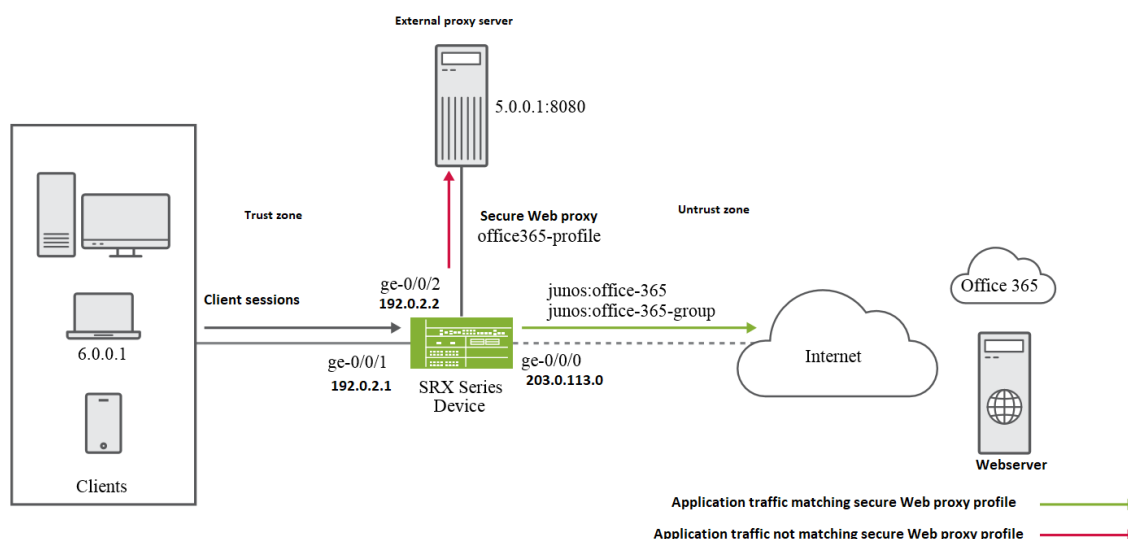 External proxy server
5.0.0.1:8080
Trust zone
Secure Web proxy
office365-profile
Untrust zone
ge-0/0/2
192.0.2.2
Client sessions
junos:office-365
junos:office-365-group
Office 365
6.0.0.1
Internet
ge-0/0/1
192.0.2.1
SRX Series
Device
ge-0/0/0
203.0.113.0
Webserver
Clients
Application traffic matching secure Web proxy profile
Application traffic not matching secure Web proxy profile